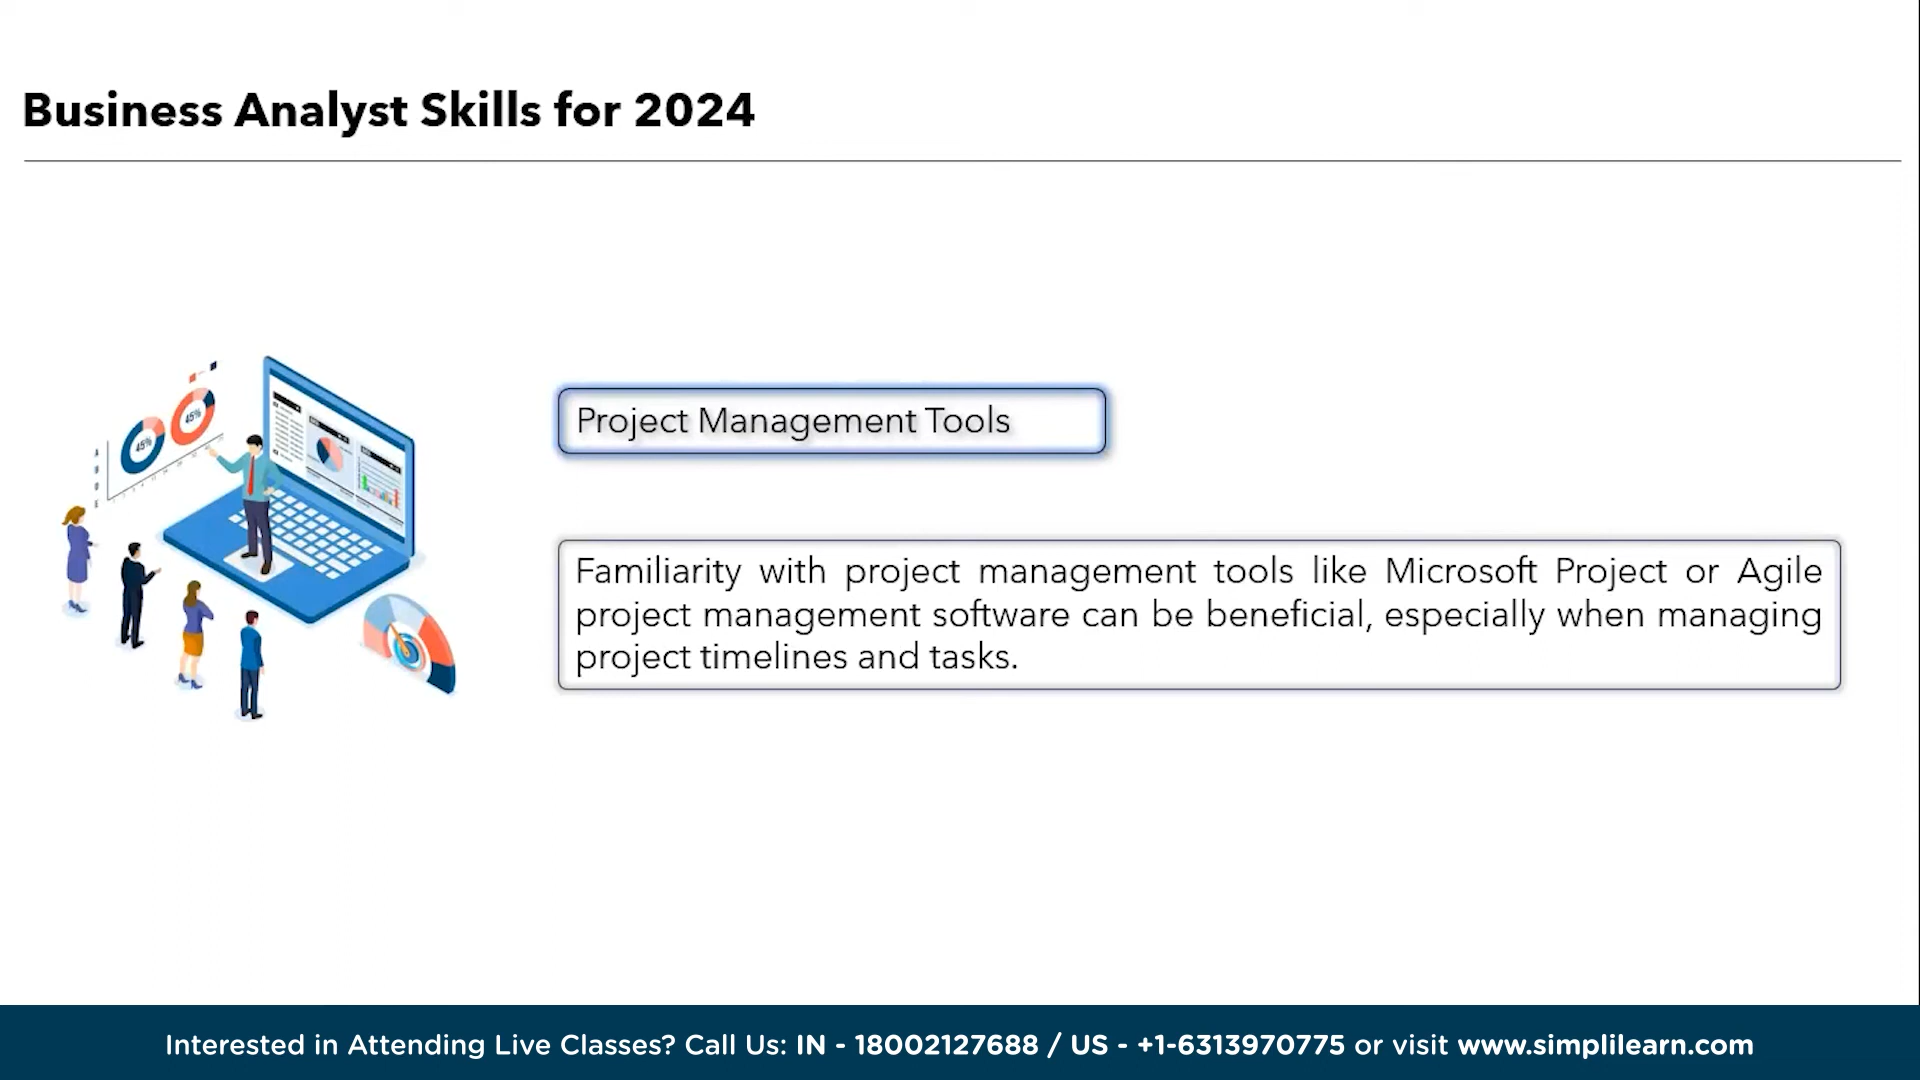 Business Analyst Skills for 2024
45%
45%
Project Management Tools
Familiarity with project management tools like Microsoft Project or Agile
project management software can be beneficial, especially when managing
project timelines and tasks.
Interested in Attending Live Classes? Call Us: IN - 18002127688 / US - +1-6313970775 or visit www.simplilearn.com